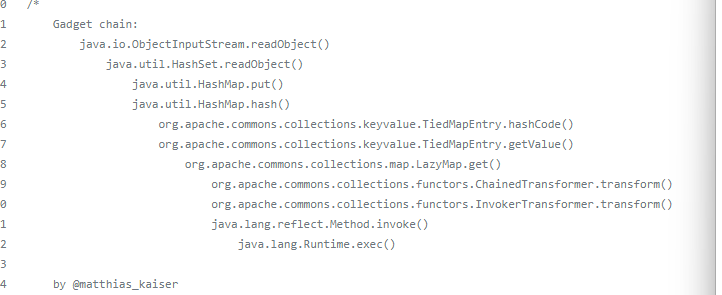 0 /*
1 Gadget chain:
2 java.io.ObjectInputStream.readObject()
3 java.util.HashSet.readObject()
4 java.util.HashMap.put()
5 java.util.HashMap.hash()
6 org.apache.commons.collections.keyvalue.TiedMapEntry.hashCode()
7 org.apache.commons.collections.keyvalue.TiedMapEntry.getValue()
8 org.apache.commons.collections.map.LazyMap.get()
9 org.apache.commons.collections.functors.ChainedTransformer.transform()
0 org.apache.commons.collections.functors.InvokerTransformer.transform()
1 java.lang.reflect.Method.invoke()
2 java.lang.Runtime.exec()
3
4 by @matthias_kaiser